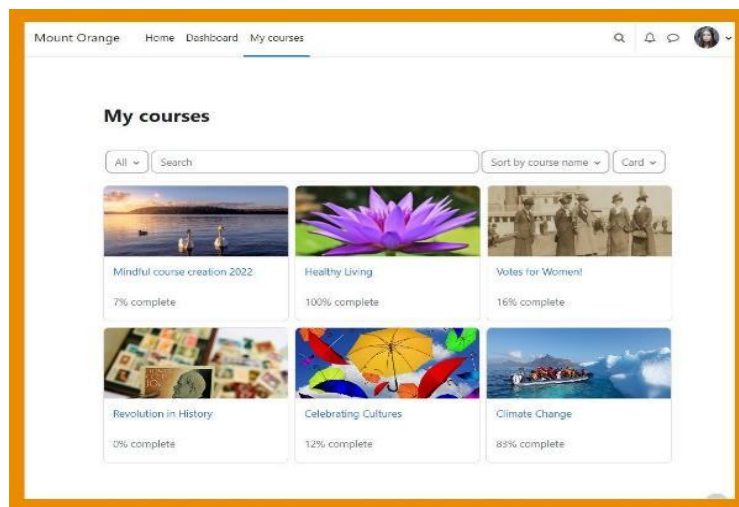 Mount Orange Home Dashboard My courses
My courses
All Search Sort by course name Card
Mindful course creation 2022 Healthy Living Votes for Women!
7% complete 100% complete 16% complete
Revolution in History Celebrating Cultures Climate Change
0% complete 12% complete 83% complete